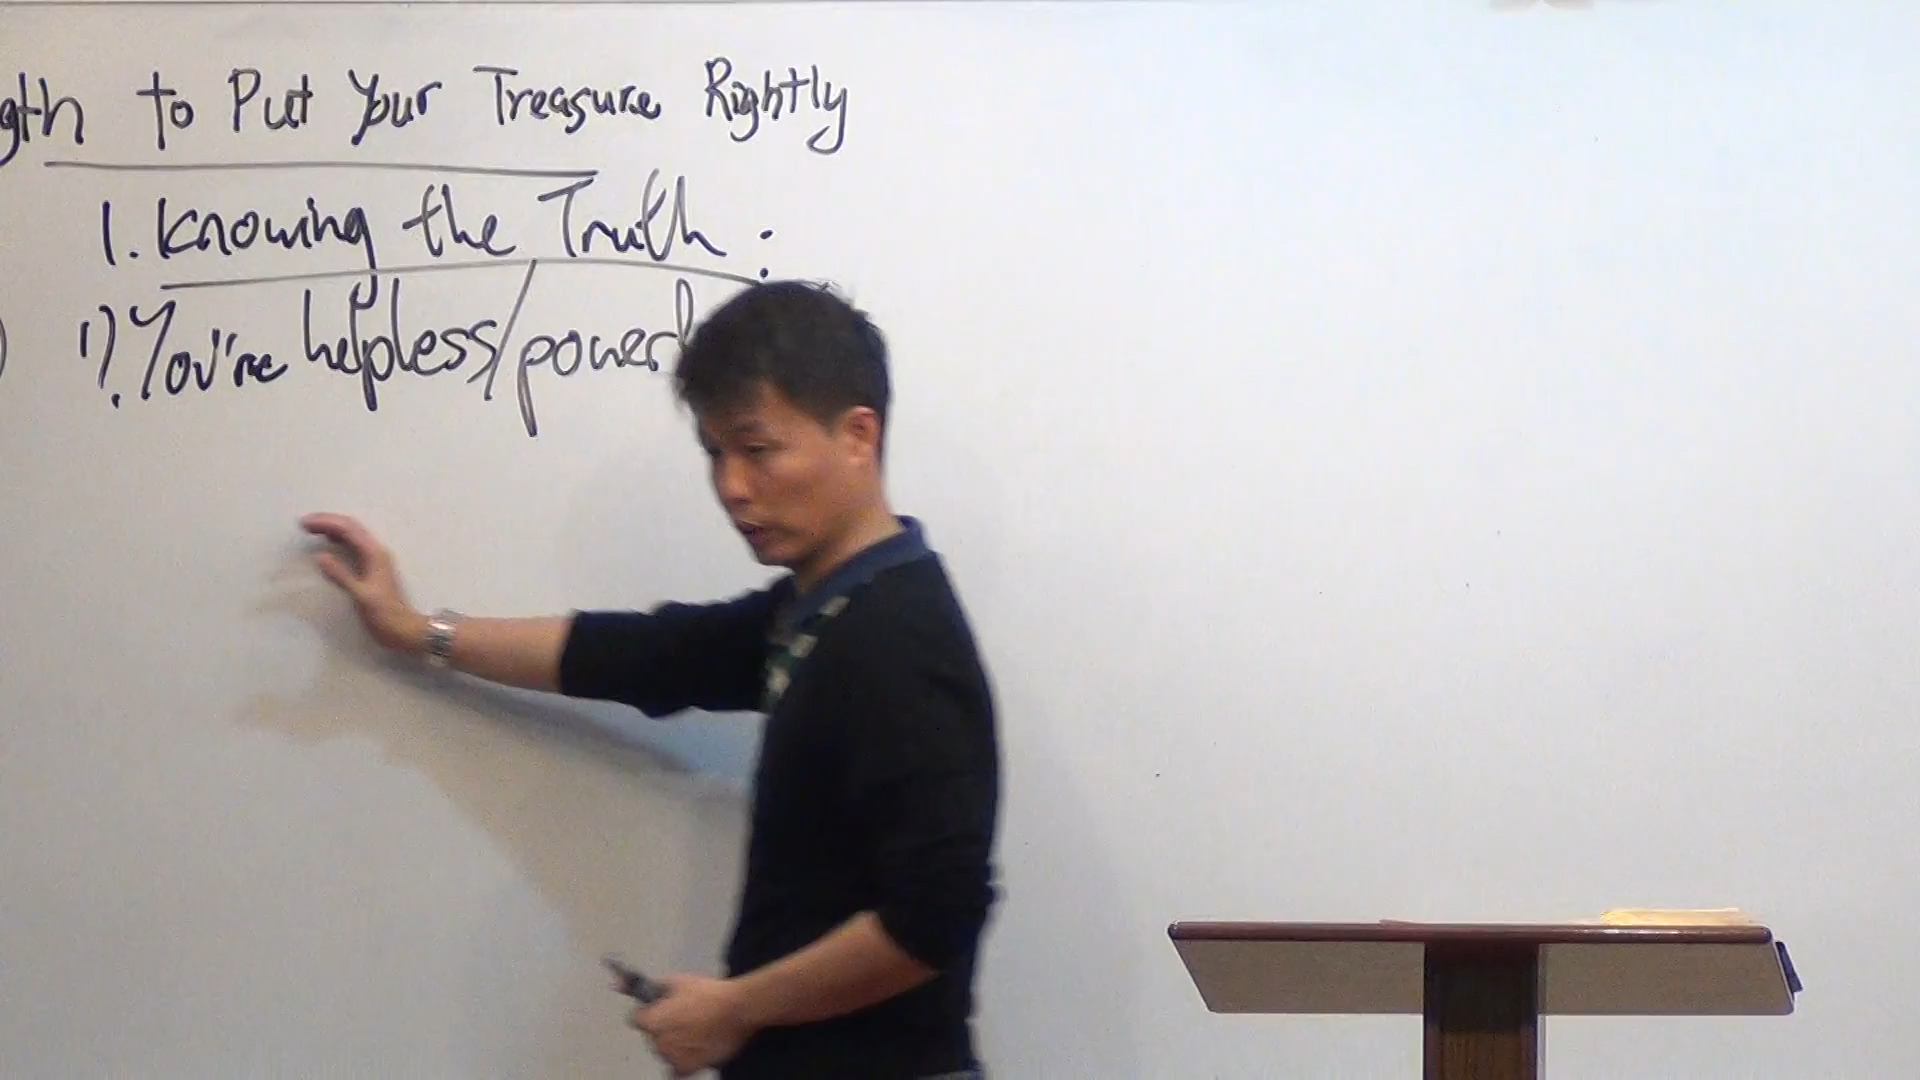 gth to Put Your Treasure Rightly
1. Knowing the Truth :
) 1). You're helpless/power